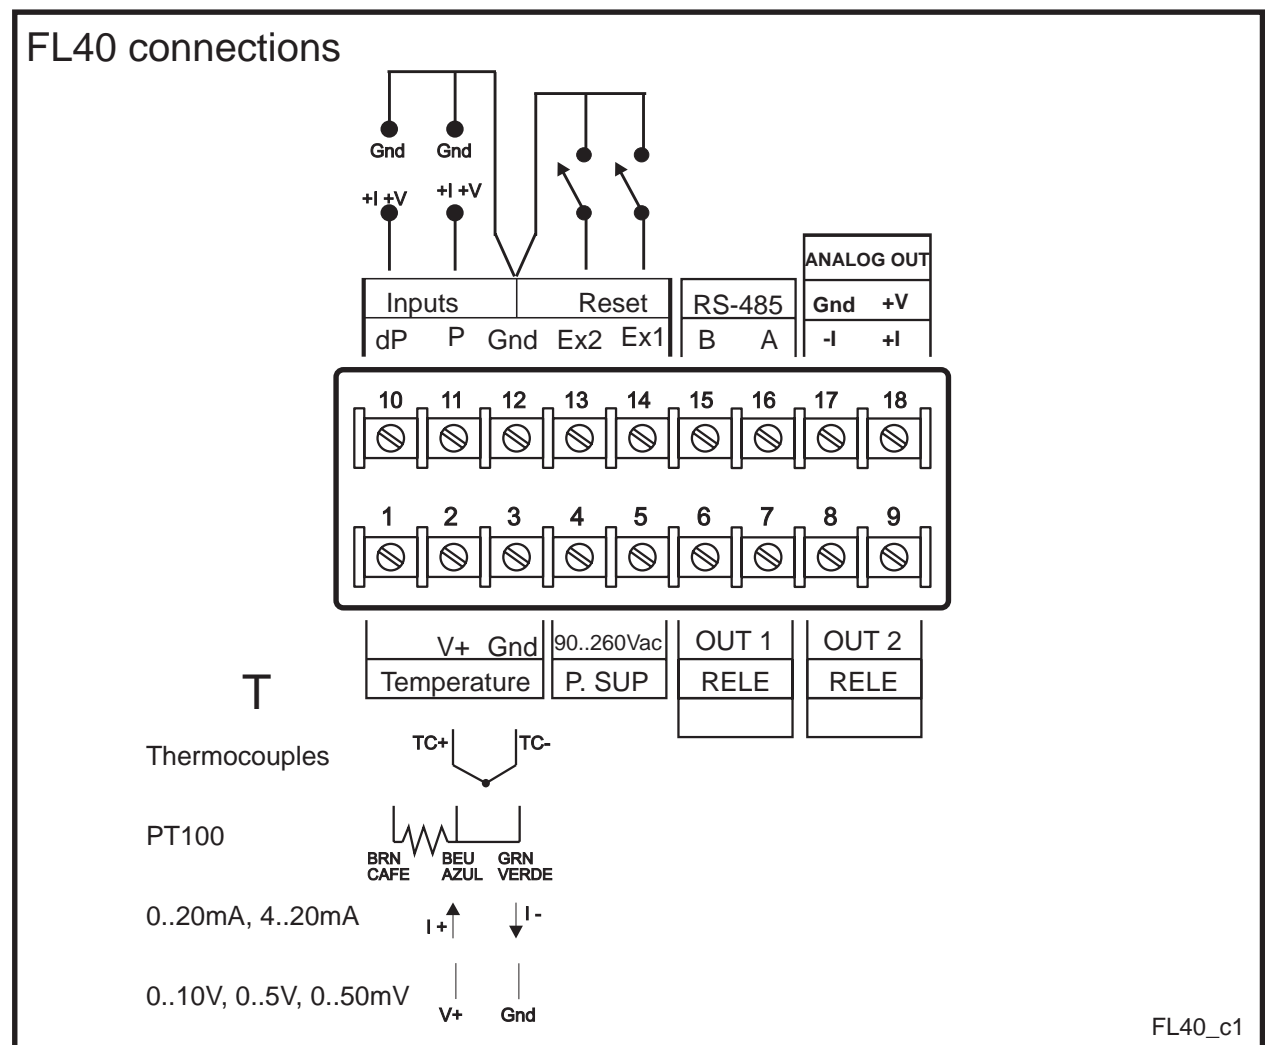 FL40 connections
Gnd Gnd
+I +V +I +V
ANALOG OUT
Inputs Reset RS-485 Gnd +V
dP P Gnd Ex2 Ex1 B A -I +I
10 11 12 13 14 15 16 17 18
1 2 3 4 5 6 7 8 9
V+ Gnd 90..260Vac OUT 1 OUT 2
T Temperature P. SUP RELE RELE
Thermocouples TC+ TC-
PT100
BRN BEU GRN
CAFE AZUL VERDE
0..20mA, 4..20mA I + I -
0..10V, 0..5V, 0..50mV
V+ Gnd
FL40_c1